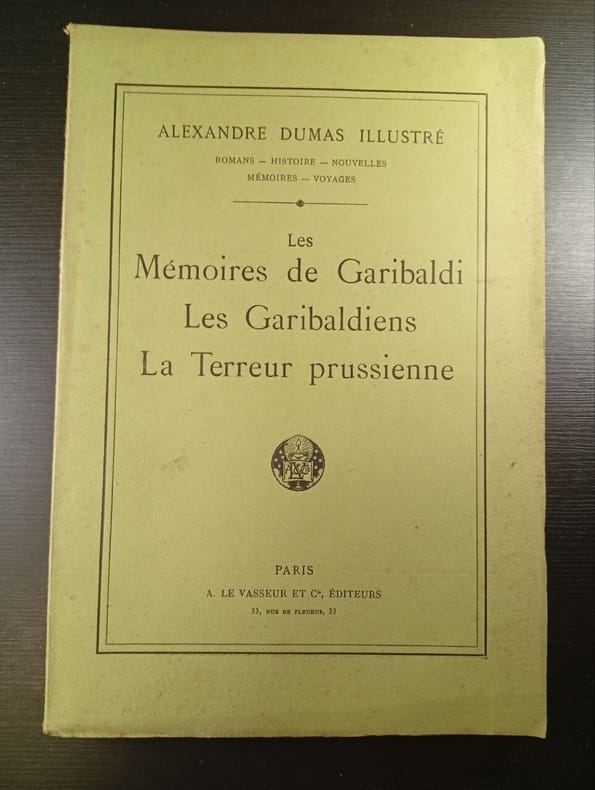 ALEXANDRE DUMAS ILLUSTRÉ
ROMANS — HISTOIRE — NOUVELLES
MÉMOIRES — VOYAGES
Les
Mémoires de Garibaldi
Les Garibaldiens
La Terreur prussienne
PARIS
A. LE VASSEUR ET Cⁱᵉ, ÉDITEURS
33, RUE DE FLEURUS, 33